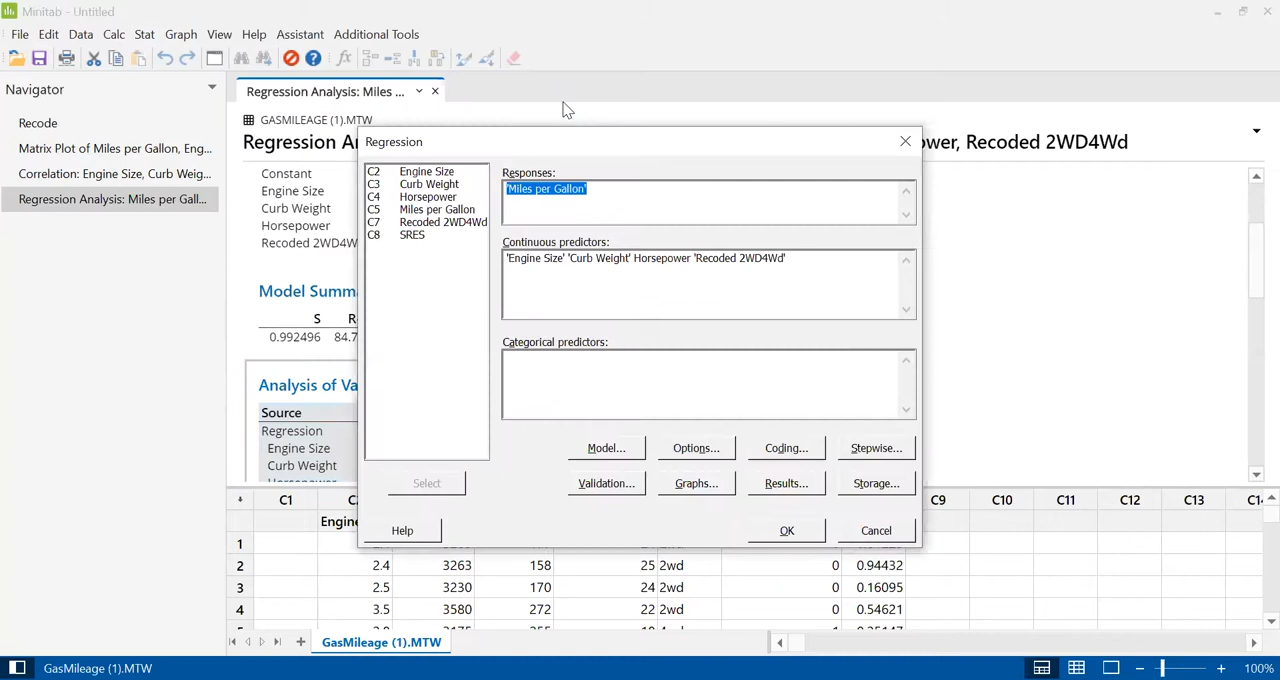 Minitab - Untitled
File Edit Data Calc Stat Graph View Help Assistant Additional Tools
Navigator
Regression Analysis: Miles ...
Recode
Matrix Plot of Miles per Gallon, Eng...
Correlation: Engine Size, Curb Weig...
Regression Analysis: Miles per Gall...
GASMILEAGE (1).MTW
Regression An
ower, Recoded 2WD4Wd
Constant
Engine Size
Curb Weight
Horsepower
Recoded 2WD4W
Model Summa
S R
0.992496 84.7
Analysis of Va
Source
Regression
Engine Size
Curb Weight
Regression
C2 Engine Size
C3 Curb Weight
C4 Horsepower
C5 Miles per Gallon
C7 Recoded 2WD4Wd
C8 SRES
Responses:
'Miles per Gallon'
Continuous predictors:
'Engine Size' 'Curb Weight' Horsepower 'Recoded 2WD4Wd'
Categorical predictors:
Model... Options... Coding... Stepwise...
Select Validation... Graphs... Results... Storage...
Help OK Cancel
C1 C2 C9 C10 C11 C12 C13 C14
Engine
1
2 2.4 3263 158 25 2wd 0 0.94432
3 2.5 3230 170 24 2wd 0 0.16095
4 3.5 3580 272 22 2wd 0 0.54621
GasMileage (1).MTW
GasMileage (1).MTW
100%